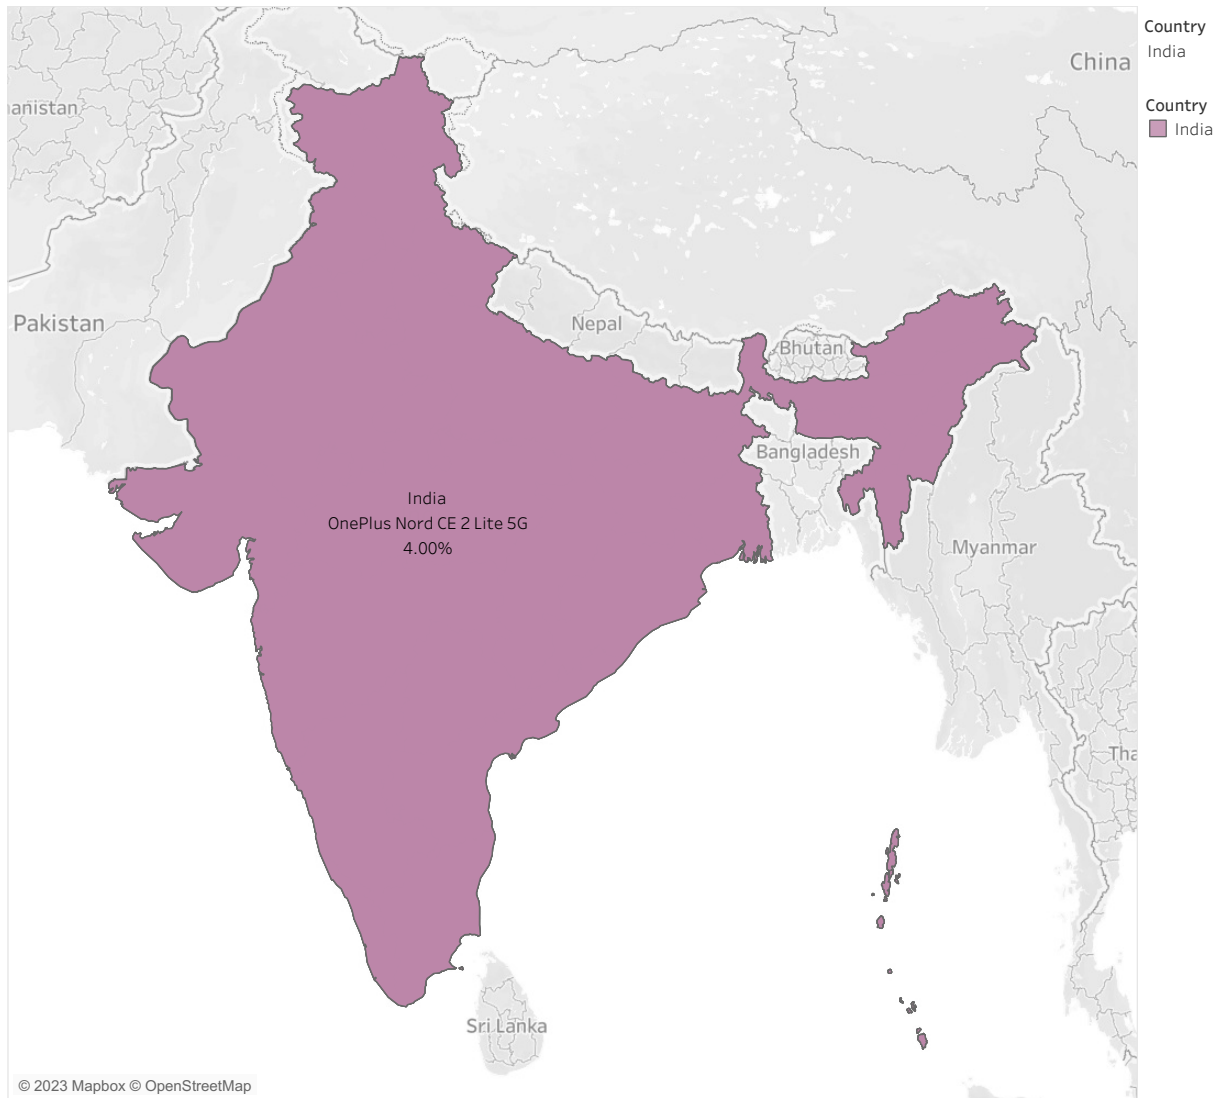 China
Country
India
Country
India
anistan
Pakistan
Nepal
Bhutan
Bangladesh
India
OnePlus Nord CE 2 Lite 5G
4.00%
Myanmar
Tha
Sri Lanka
© 2023 Mapbox © OpenStreetMap